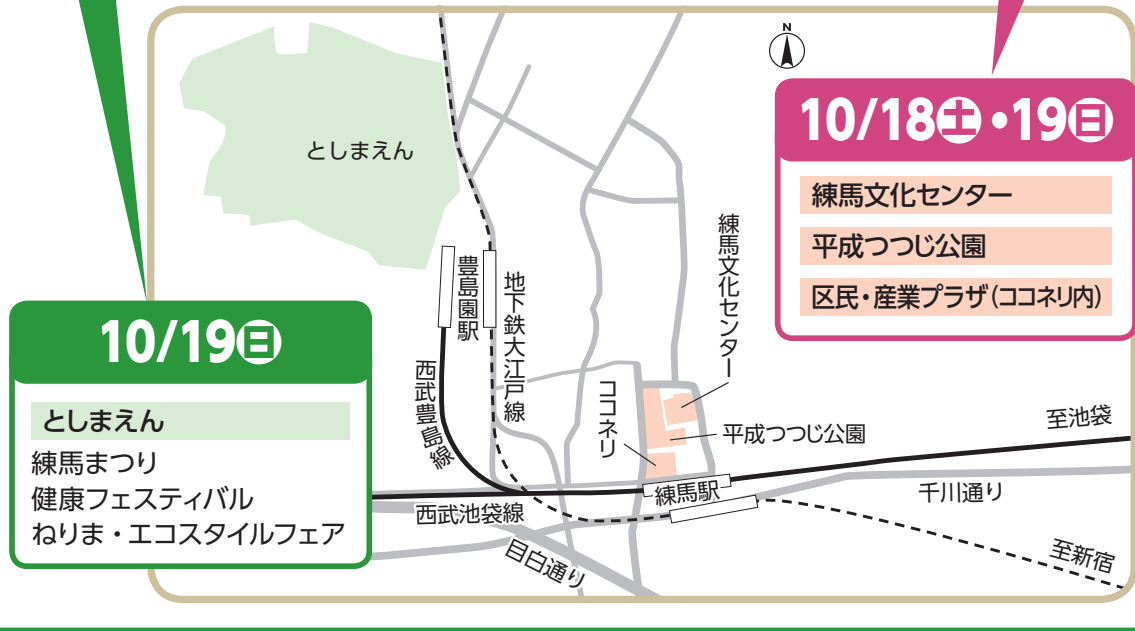 N
10/18土・19日
練馬文化センター
平成つつじ公園
区民・産業プラザ(ココネリ内)
としまえん
練馬文化センター
豊島園駅
地下鉄大江戸線
10/19日
としまえん
練馬まつり
健康フェスティバル
ねりま・エコスタイルフェア
西武豊島線
ココネリ
平成つつじ公園
至池袋
練馬駅
千川通り
西武池袋線
目白通り
至新宿